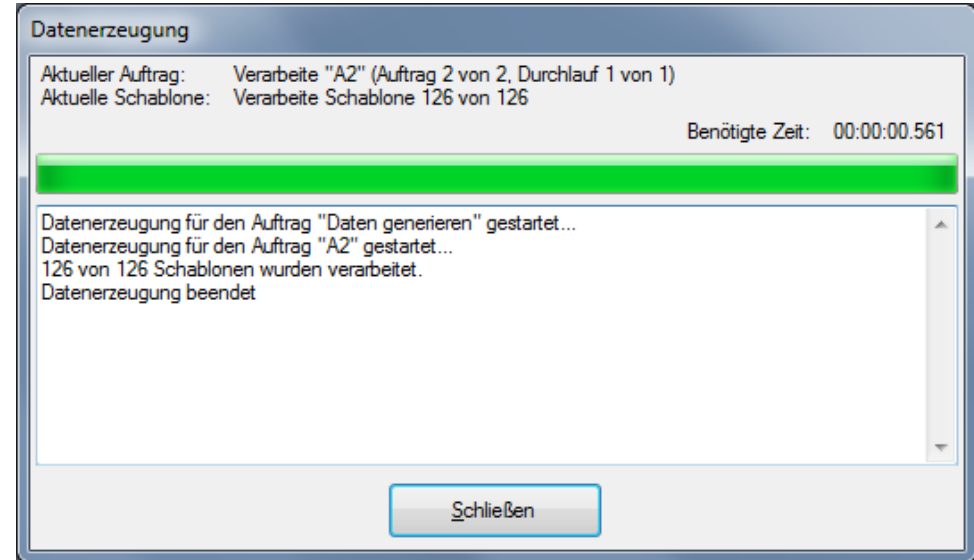 Datenerzeugung
Aktueller Auftrag: Verarbeite "A2" (Auftrag 2 von 2, Durchlauf 1 von 1)
Aktuelle Schablone: Verarbeite Schablone 126 von 126
Benötigte Zeit: 00:00:00.561
Datenerzeugung für den Auftrag "Daten generieren" gestartet...
Datenerzeugung für den Auftrag "A2" gestartet...
126 von 126 Schablonen wurden verarbeitet.
Datenerzeugung beendet
Schließen